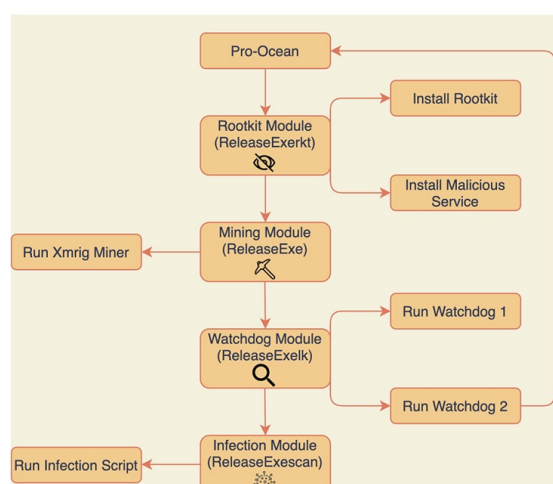 Pro-Ocean
Install Rootkit
Rootkit Module
(ReleaseExerkt)
Install Malicious
Service
Mining Module
(ReleaseExe)
Run Xmrig Miner
Run Watchdog 1
Watchdog Module
(ReleaseExelk)
Run Watchdog 2
Infection Module
(ReleaseExescan)
Run Infection Script